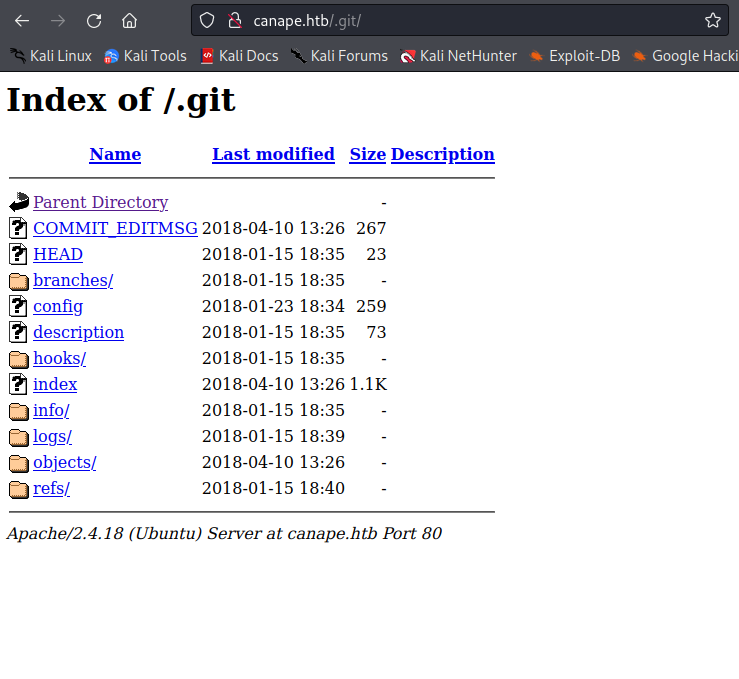 canape.htb/.git/
Kali Linux Kali Tools Kali Docs Kali Forums Kali NetHunter Exploit-DB Google Hacki
Index of /.git
Name Last modified Size Description
Parent Directory -
COMMIT_EDITMSG 2018-04-10 13:26 267
HEAD 2018-01-15 18:35 23
branches/ 2018-01-15 18:35 -
config 2018-01-23 18:34 259
description 2018-01-15 18:35 73
hooks/ 2018-01-15 18:35 -
index 2018-04-10 13:26 1.1K
info/ 2018-01-15 18:35 -
logs/ 2018-01-15 18:39 -
objects/ 2018-04-10 13:26 -
refs/ 2018-01-15 18:40 -
Apache/2.4.18 (Ubuntu) Server at canape.htb Port 80